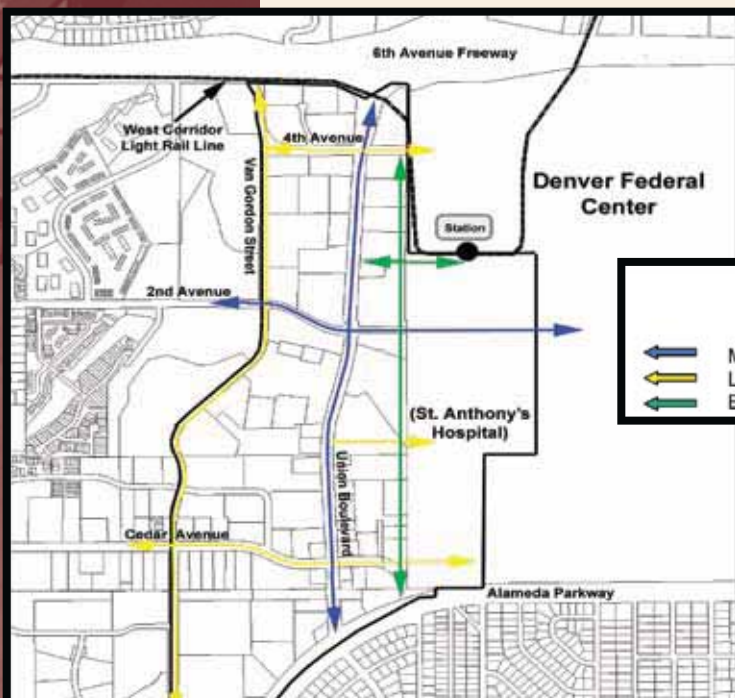 6th Avenue Freeway
West Corridor
Light Rail Line
4th Avenue
Van Gordon Street
Denver Federal
Center
Station
2nd Avenue
M
L
E
(St. Anthony's
Hospital)
Union Boulevard
Cedar Avenue
Alameda Parkway